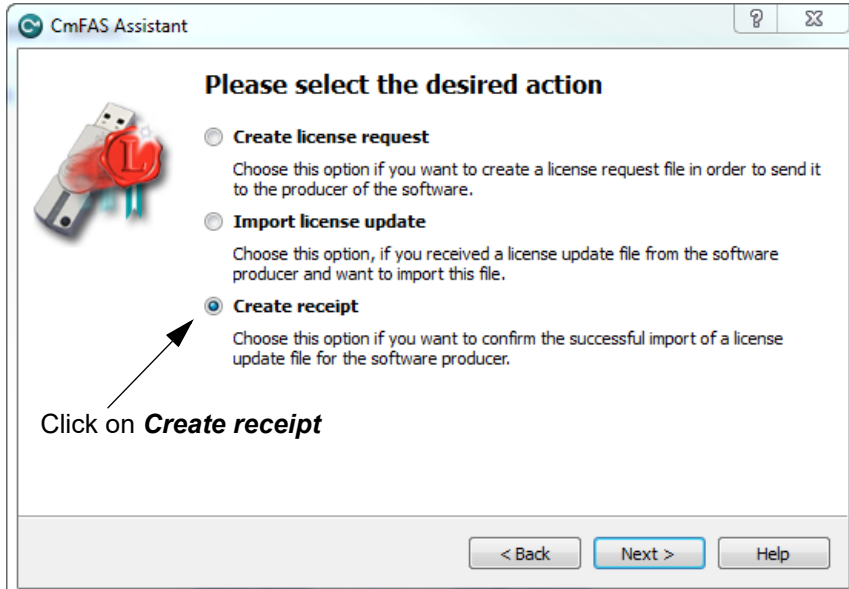 CmFAS Assistant
Please select the desired action
Create license request
Choose this option if you want to create a license request file in order to send it
to the producer of the software.
Import license update
Choose this option, if you received a license update file from the software
producer and want to import this file.
Create receipt
Choose this option if you want to confirm the successful import of a license
update file for the software producer.
Click on Create receipt
< Back
Next >
Help